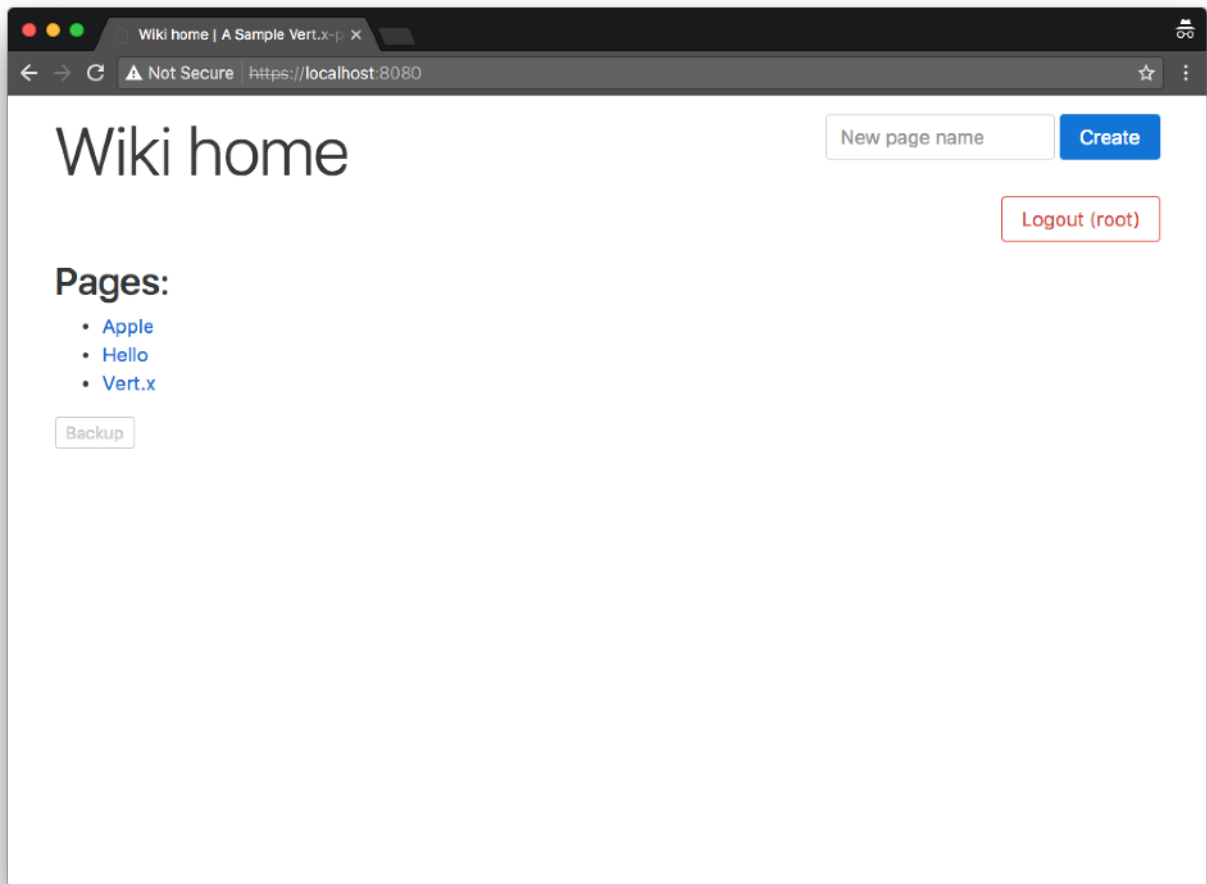 Wiki home | A Sample Vert.x-p
Not Secure https://localhost:8080
Wiki home
New page name
Create
Logout (root)
Pages:
• Apple
• Hello
• Vert.x
Backup